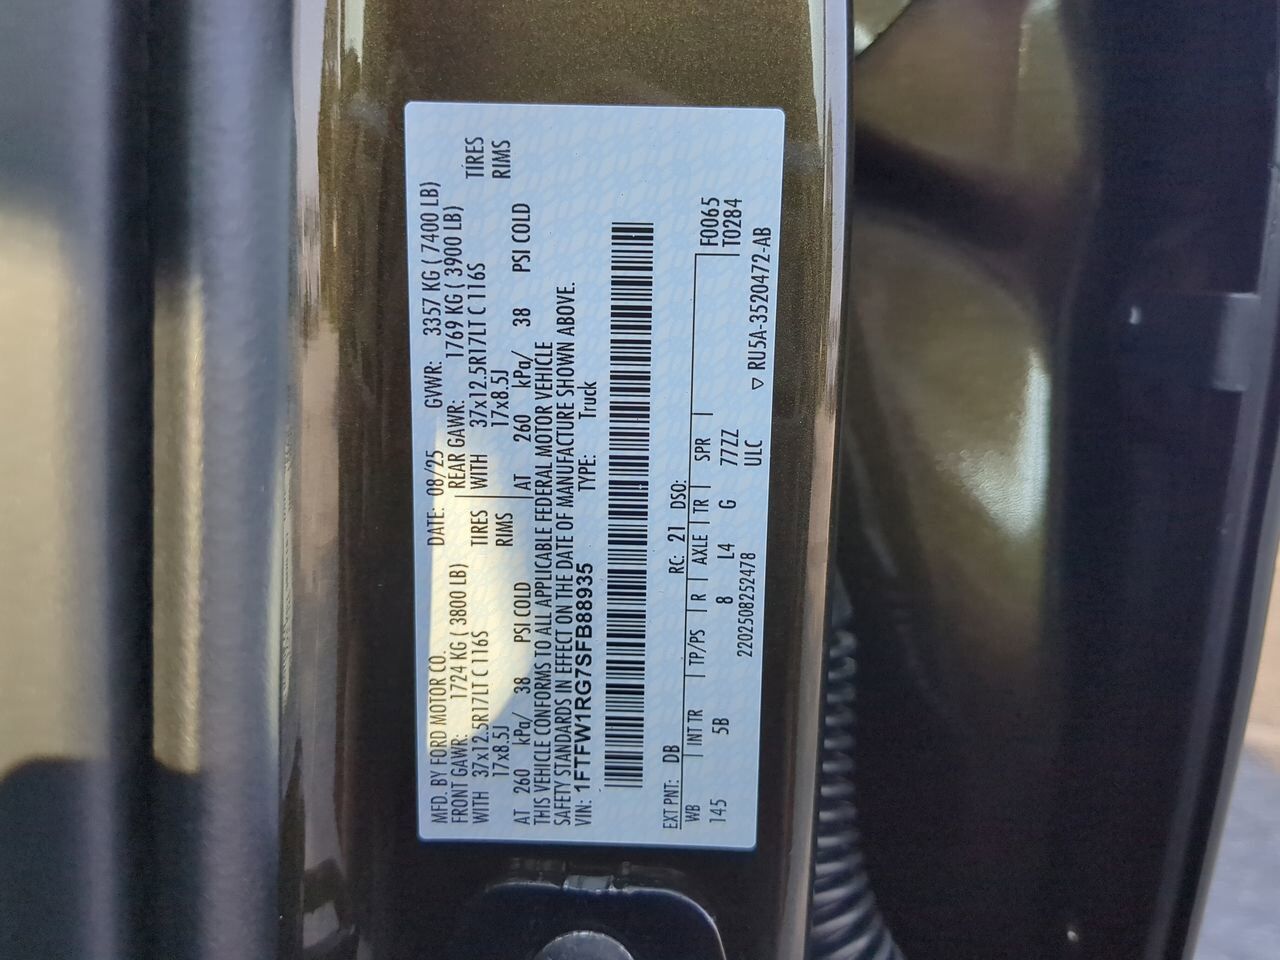 MFD. BY FORD MOTOR CO. DATE: 08/25 GVWR: 3357 KG ( 7400 LB)
FRONT GAWR: 1724 KG ( 3800 LB) REAR GAWR: 1769 KG ( 3900 LB)
WITH 37x12.5R17LT C 116S TIRES WITH 37x12.5R17LT C 116S TIRES
17x8.5J RIMS 17x8.5J RIMS
AT 260 kPa/ 38 PSI COLD AT 260 kPa/ 38 PSI COLD
THIS VEHICLE CONFORMS TO ALL APPLICABLE FEDERAL MOTOR VEHICLE
SAFETY STANDARDS IN EFFECT ON THE DATE OF MANUFACTURE SHOWN ABOVE.
VIN: 1FTFW1RG7SFB88935 TYPE: Truck
EXT PNT: DB RC: 21 DSO:
WB INT TR TP/PS R AXLE TR SPR F0065
145 5B 8 L4 G 77ZZ T0284
2202508252478 ULC ▽ RU5A-3520472-AB